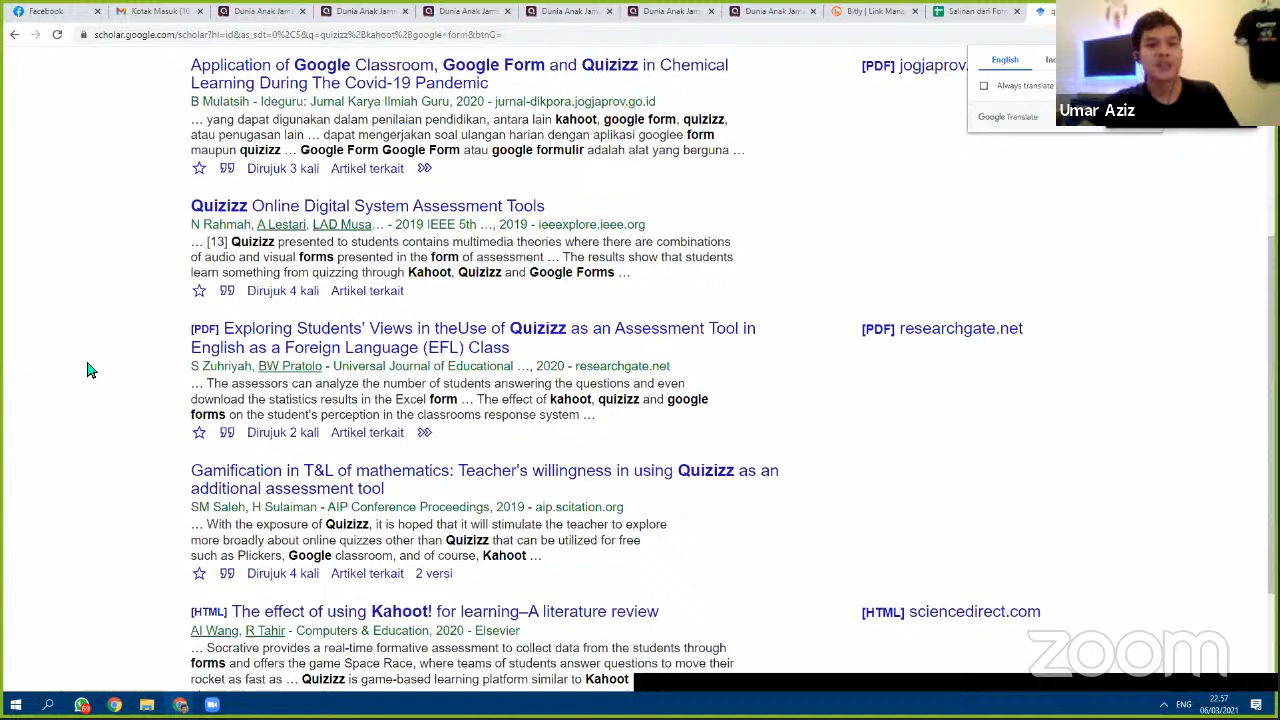 Facebook
Kotak Masuk (10
Dunia Anak Jam
Dunia Anak Jam
Dunia Anak Jam
Dunia Anak Jam
Dunia Anak Jam
Dunia Anak Jam
Bitly | Link Mana
Salinan dari Form
scholar.google.com/scholar?hl=id&as_sdt=0%2C5&q=quizizz%2Bkahoot%2Bgoogle+form&btnG=
English
Always translate
Google Translate
Umar Aziz
Application of Google Classroom, Google Form and Quizizz in Chemical
Learning During The Covid-19 Pandemic
[PDF] jogjaprov.
B Mulatsih - Ideguru: Jurnal Karya Ilmiah Guru, 2020 - jurnal-dikpora.jogjaprov.go.id
... yang dapat digunakan dalam penilaian pendidikan, antara lain kahoot, google form, quizizz,
atau penugasan lain ... dapat mengerjakan soal ulangan harian dengan aplikasi googlee form
maupun quizizz ... Google Form Google Form atau google formulir adalah alat yang berguna ...
Dirujuk 3 kali Artikel terkait
Quizizz Online Digital System Assessment Tools
N Rahmah, A Lestari, LAD Musa... - 2019 IEEE 5th ..., 2019 - ieeexplore.ieee.org
... [13] Quizizz presented to students contains multimedia theories where there are combinations
of audio and visual forms presented in the form of assessment ... The results show that students
learn something from quizzing through Kahoot, Quizizz and Google Forms ...
Dirujuk 4 kali Artikel terkait
[PDF] Exploring Students' Views in theUse of Quizizz as an Assessment Tool in
English as a Foreign Language (EFL) Class
[PDF] researchgate.net
S Zuhriyah, BW Pratolo - Universal Journal of Educational ..., 2020 - researchgate.net
... The assessors can analyze the number of students answering the questions and even
download the statistics results in the Excel form ... The effect of kahoot, quizizz and google
forms on the student's perception in the classrooms response system ...
Dirujuk 2 kali Artikel terkait
Gamification in T&L of mathematics: Teacher's willingness in using Quizizz as an
additional assessment tool
SM Saleh, H Sulaiman - AIP Conference Proceedings, 2019 - aip.scitation.org
... With the exposure of Quizizz, it is hoped that it will stimulate the teacher to explore
more broadly about online quizzes other than Quizizz that can be utilized for free
such as Plickers, Google classroom, and of course, Kahoot ...
Dirujuk 4 kali Artikel terkait 2 versi
[HTML] The effect of using Kahoot! for learning–A literature review
[HTML] sciencedirect.com
AI Wang, R Tahir - Computers & Education, 2020 - Elsevier
... Socrative provides a real-time formative assessment to collect data from the students through
forms and offers the game Space Race, where teams of students answer questions to move their
rocket as fast as ... Quizizz is game-based learning platform similar to Kahoot
zoom
ENG
22.57
06/03/2021